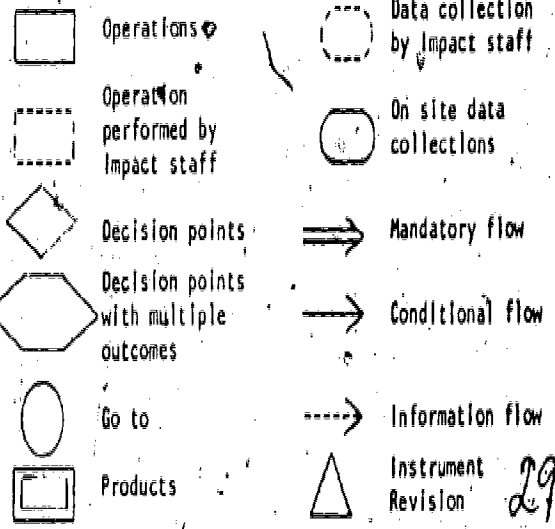 Operations
Operation
performed by
Impact staff
Decision points
Decision points
with multiple
outcomes
Go to
Products
Data collection
by Impact staff
On site data
collections
Mandatory flow
Conditional flow
Information flow
Instrument
Revision
29